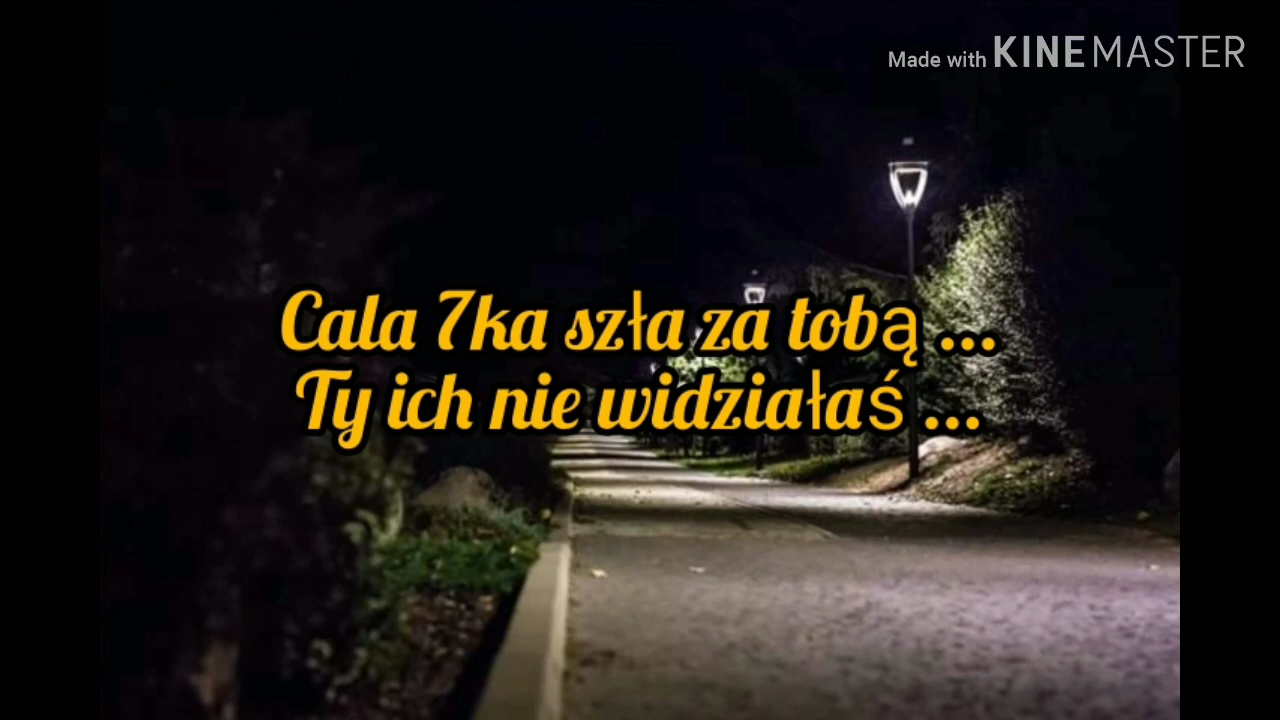 Made with KINEMASTER
Cala 7ka szła za tobą ...
Ty ich nie widziałaś ...